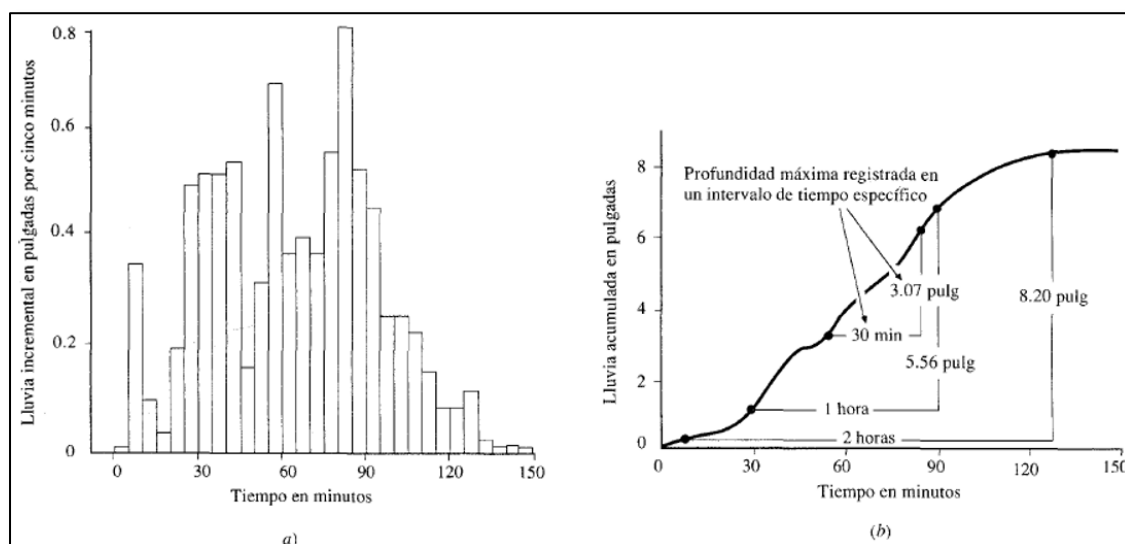 Lluvia incremental en pulgadas por cinco minutos
0.8
0.6
0.4
0.2
0
0 30 60 90 120 150
Tiempo en minutos
a)
Lluvia acumulada en pulgadas
8
6
4
2
0
Profundidad máxima registrada en
un intervalo de tiempo específico
3.07 pulg
30 min
8.20 pulg
5.56 pulg
1 hora
2 horas
0 30 60 90 120 150
Tiempo en minutos
(b)